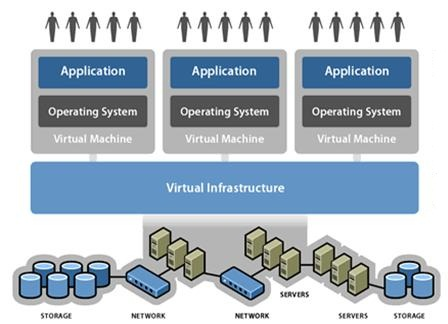 Application
Application
Application
Operating System
Operating System
Operating System
Virtual Machine
Virtual Machine
Virtual Machine
Virtual Infrastructure
STORAGE
NETWORK
NETWORK
SERVERS
SERVERS
STORAGE